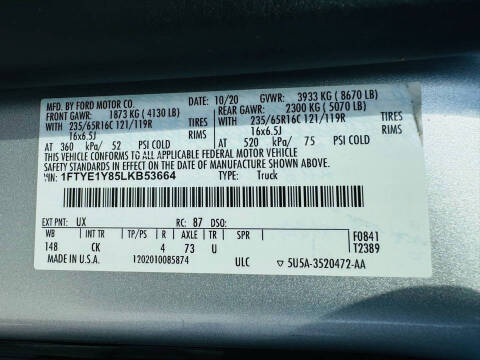 MFD. BY FORD MOTOR CO. 10/20 GVWR: 3933 KG ( 8670 LB)
FRONT GAWR: 1873 KG ( 4130 LB) REAR GAWR: 2300 KG ( 5070 LB)
WITH 235/65R16C 121/119R TIRES WITH 235/65R16C 121/119R TIRES
16x6.5J RIMS 16x6.5J RIMS
AT 360 kPa/ 52 PSI COLD AT 520 kPa/ 75 PSI COLD
THIS VEHICLE CONFORMS TO ALL APPLICABLE FEDERAL MOTOR VEHICLE
SAFETY STANDARDS IN EFFECT ON THE DATE OF MANUFACTURE SHOWN ABOVE.
VIN: 1FTYE1Y85LKB53664 TYPE: Truck
EXT PNT: UX RC: 87 DSO:
WB INT TR TP/PS R AXLE TR SPR F0841
148 CK 4 73 U T2389
MADE IN U.S.A. 1202010085874 ULC ▽ 5U5A-3520472-AA